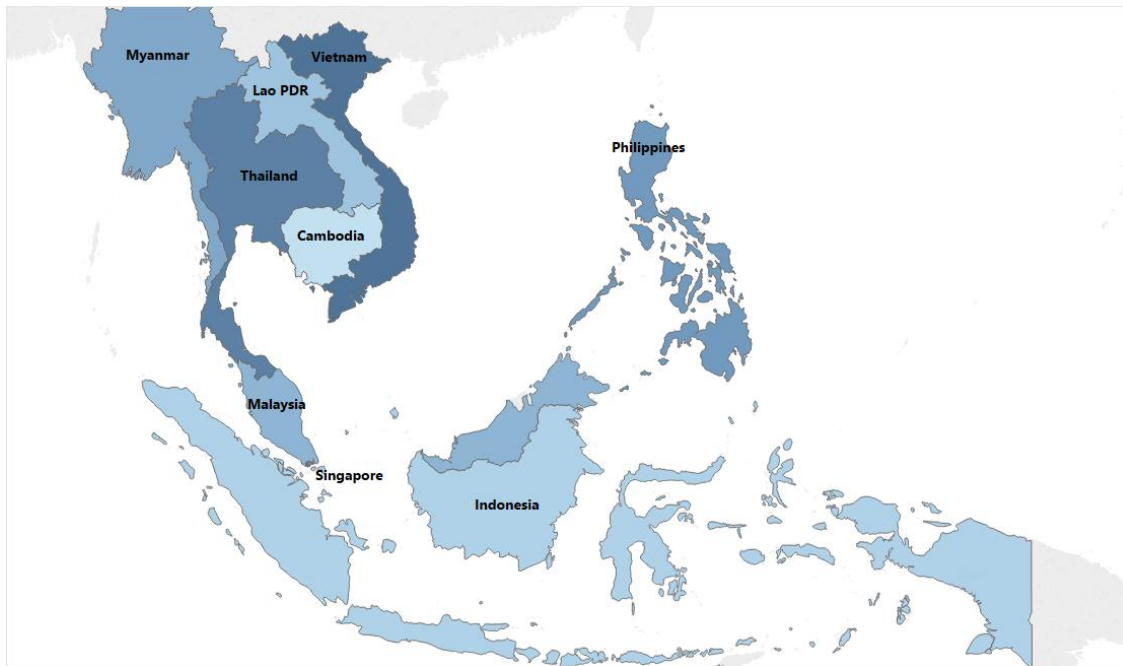 Myanmar
Vietnam
Lao PDR
Philippines
Thailand
Cambodia
Malaysia
Singapore
Indonesia